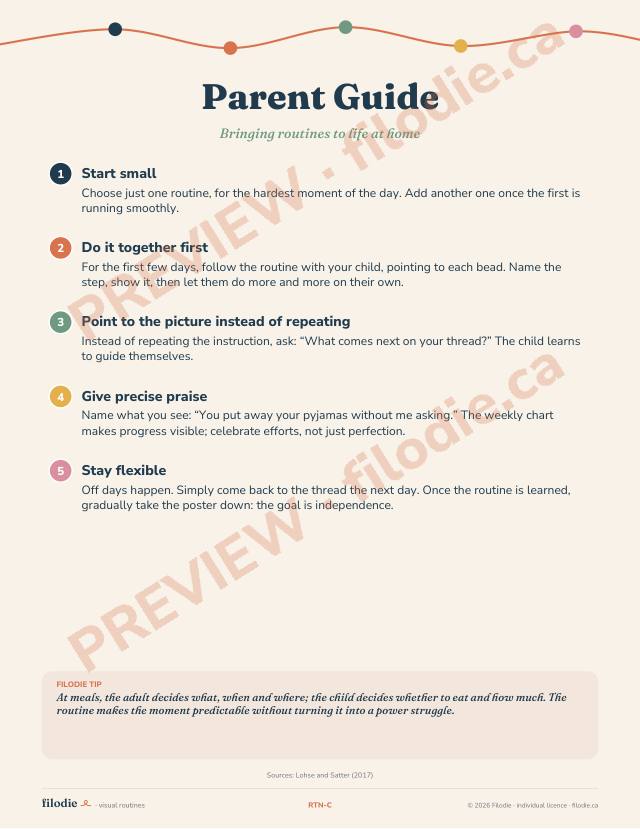 Parent Guide
Bringing routines to life at home
1 Start small
Choose just one routine, for the hardest moment of the day. Add another one once the first is
running smoothly.
2 Do it together first
For the first few days, follow the routine with your child, pointing to each bead. Name the
step, show it, then let them do more and more on their own.
3 Point to the picture instead of repeating
Instead of repeating the instruction, ask: “What comes next on your thread?” The child learns
to guide themselves.
4 Give precise praise
Name what you see: “You put away your pyjamas without me asking.” The weekly chart
makes progress visible; celebrate efforts, not just perfection.
5 Stay flexible
Off days happen. Simply come back to the thread the next day. Once the routine is learned,
gradually take the poster down: the goal is independence.
PREVIEW · filodie.ca
PREVIEW · filodie.ca
FILODIE TIP
At meals, the adult decides what, when and where; the child decides whether to eat and how much. The
routine makes the moment predictable without turning it into a power struggle.
Sources: Lohse and Satter (2017)
filodie · visual routines
RTN-C
© 2026 Filodie · individual licence · filodie.ca